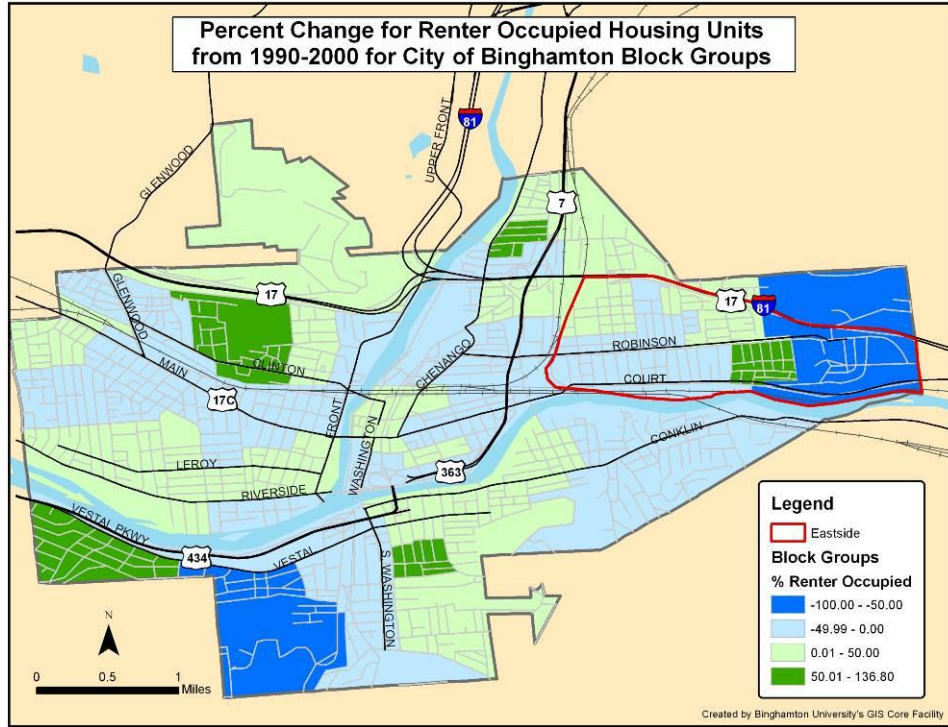 Percent Change for Renter Occupied Housing Units
from 1990-2000 for City of Binghamton Block Groups
81
UPPER FRONT
GLENWOOD
7
17
GLENWOOD
17
81
ROBINSON
CHENANGO
CLINTON
MAIN
COURT
17C
FRONT
WASHINGTON
CONKLIN
LEROY
363
RIVERSIDE
VESTAL PKWY
434
VESTAL
S. WASHINGTON
Legend
Eastside
Block Groups
% Renter Occupied
-100.00 - -50.00
-49.99 - 0.00
0.01 - 50.00
50.01 - 136.80
N
0 0.5 1
Miles
Created by Binghamton University's GIS Core Facility